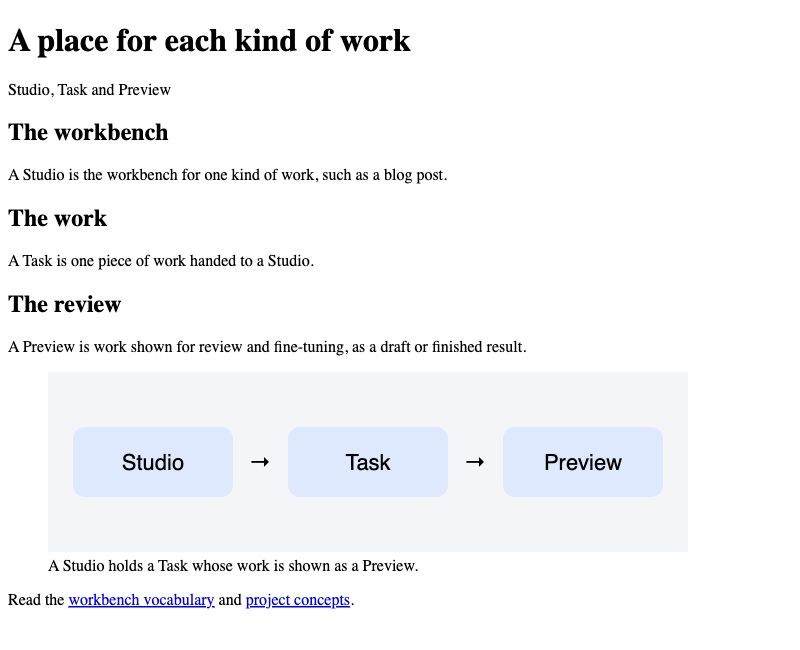 A place for each kind of work
Studio, Task and Preview
The workbench
A Studio is the workbench for one kind of work, such as a blog post.
The work
A Task is one piece of work handed to a Studio.
The review
A Preview is work shown for review and fine-tuning, as a draft or finished result.
Studio → Task → Preview
A Studio holds a Task whose work is shown as a Preview.
Read the workbench vocabulary and project concepts.